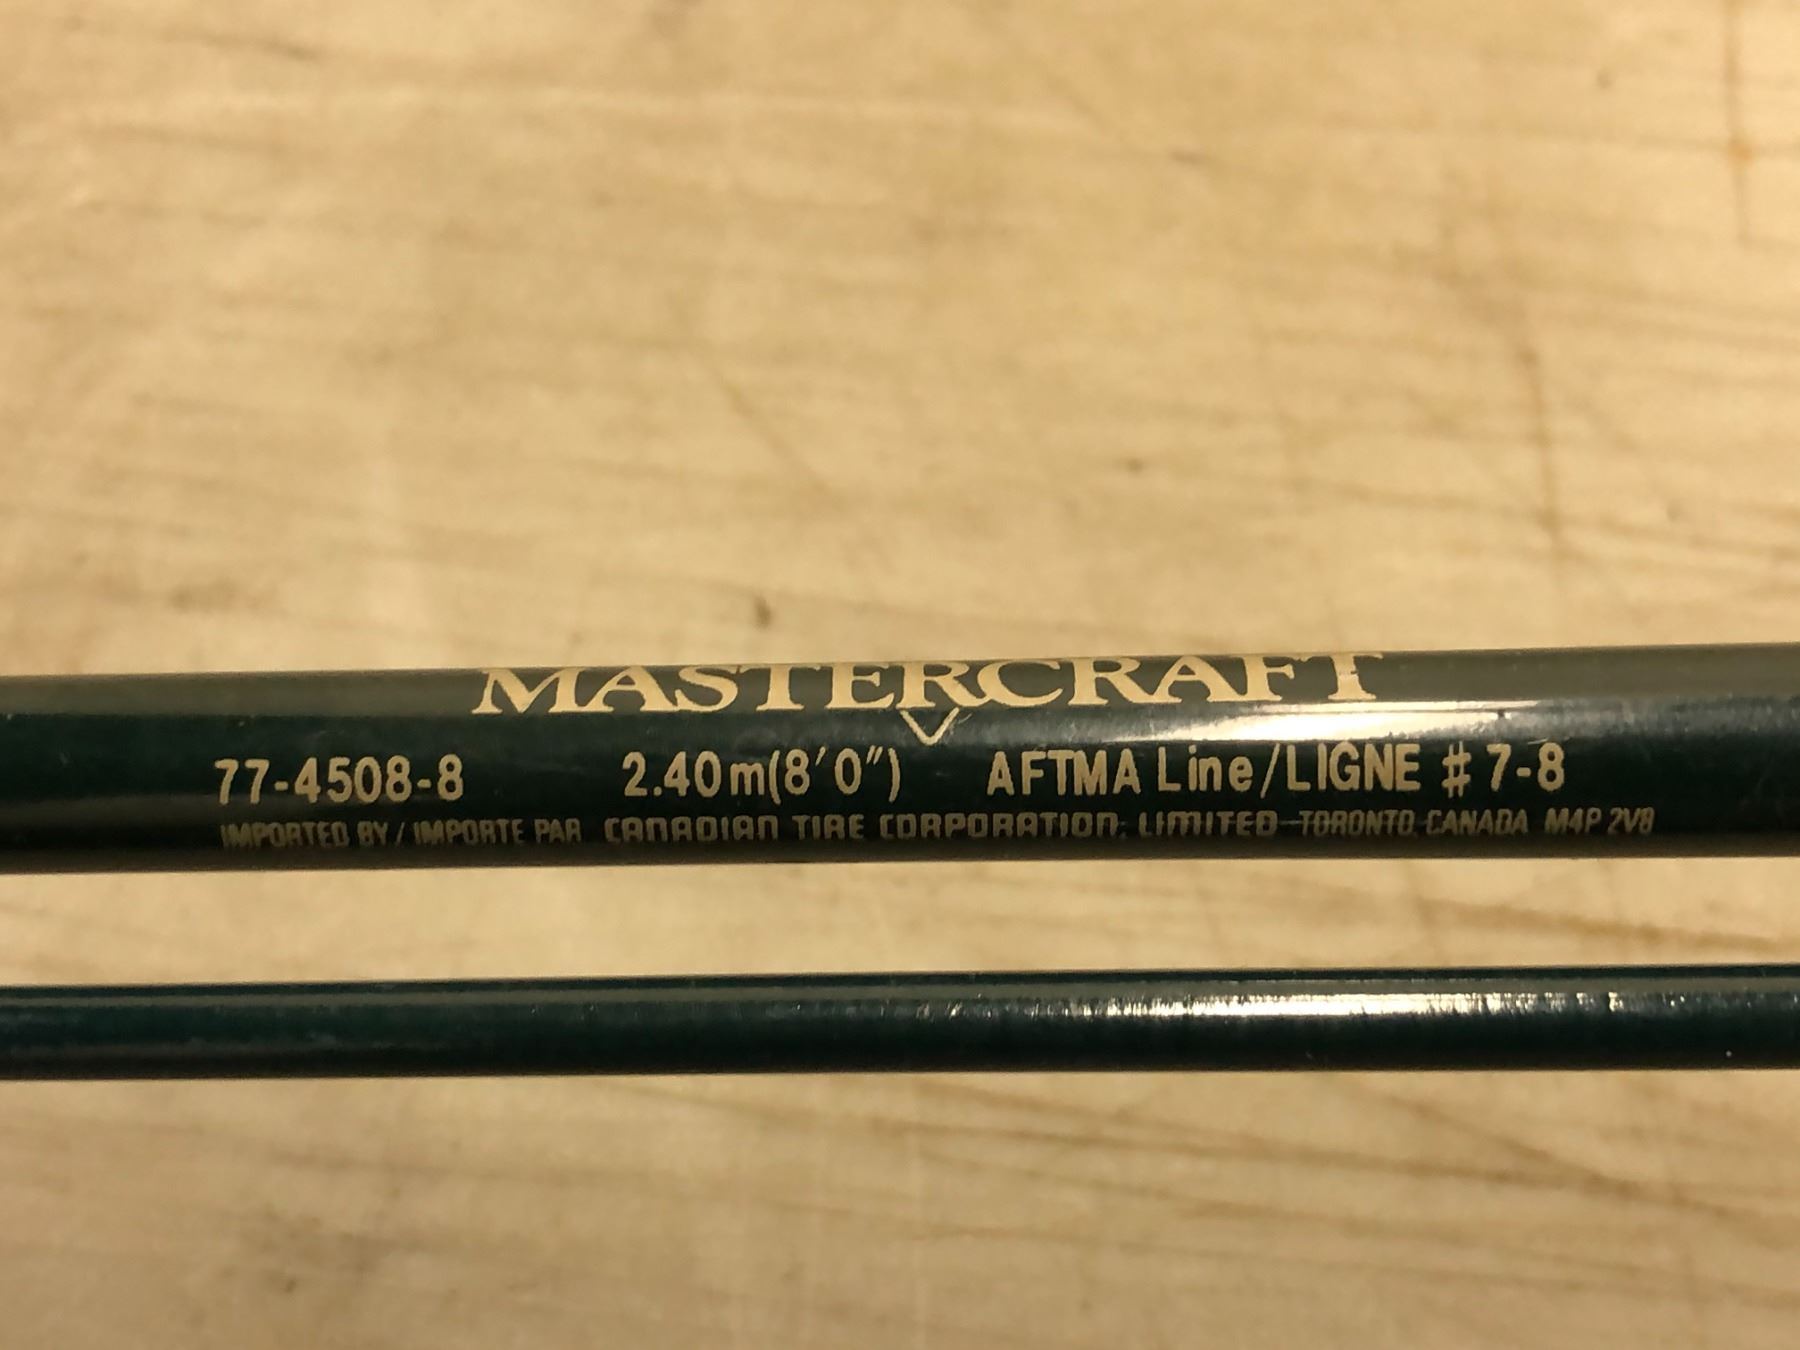 MASTERCRAFT
77-4508-8 2.40m(8'0") AFTMA Line/LIGNE # 7-8
IMPORTED BY / IMPORTE PAR CANADIAN TIRE CORPORATION, LIMITED - TORONTO, CANADA M4P 2V8